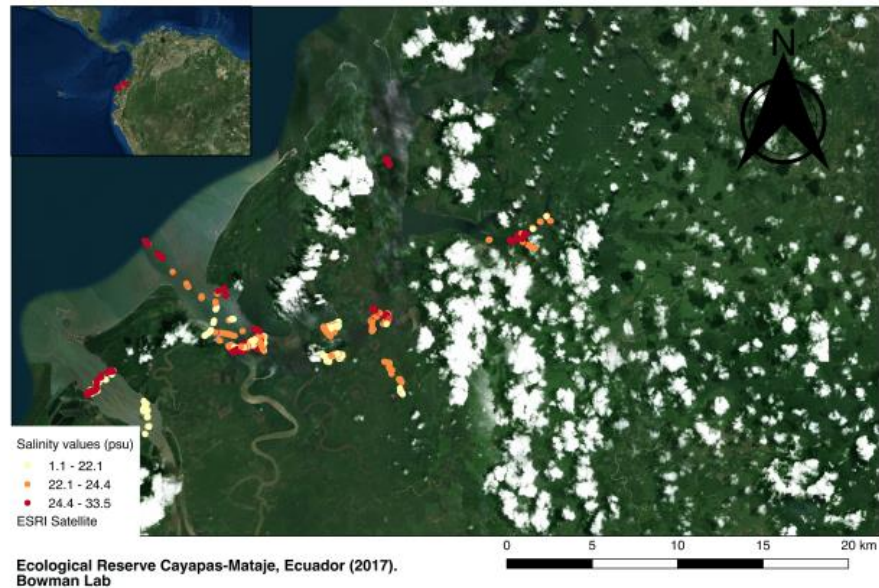 N
Salinity values (psu)
1.1 - 22.1
22.1 - 24.4
24.4 - 33.5
ESRI Satellite
Ecological Reserve Cayapas-Mataje, Ecuador (2017).
Bowman Lab
0 5 10 15 20 km